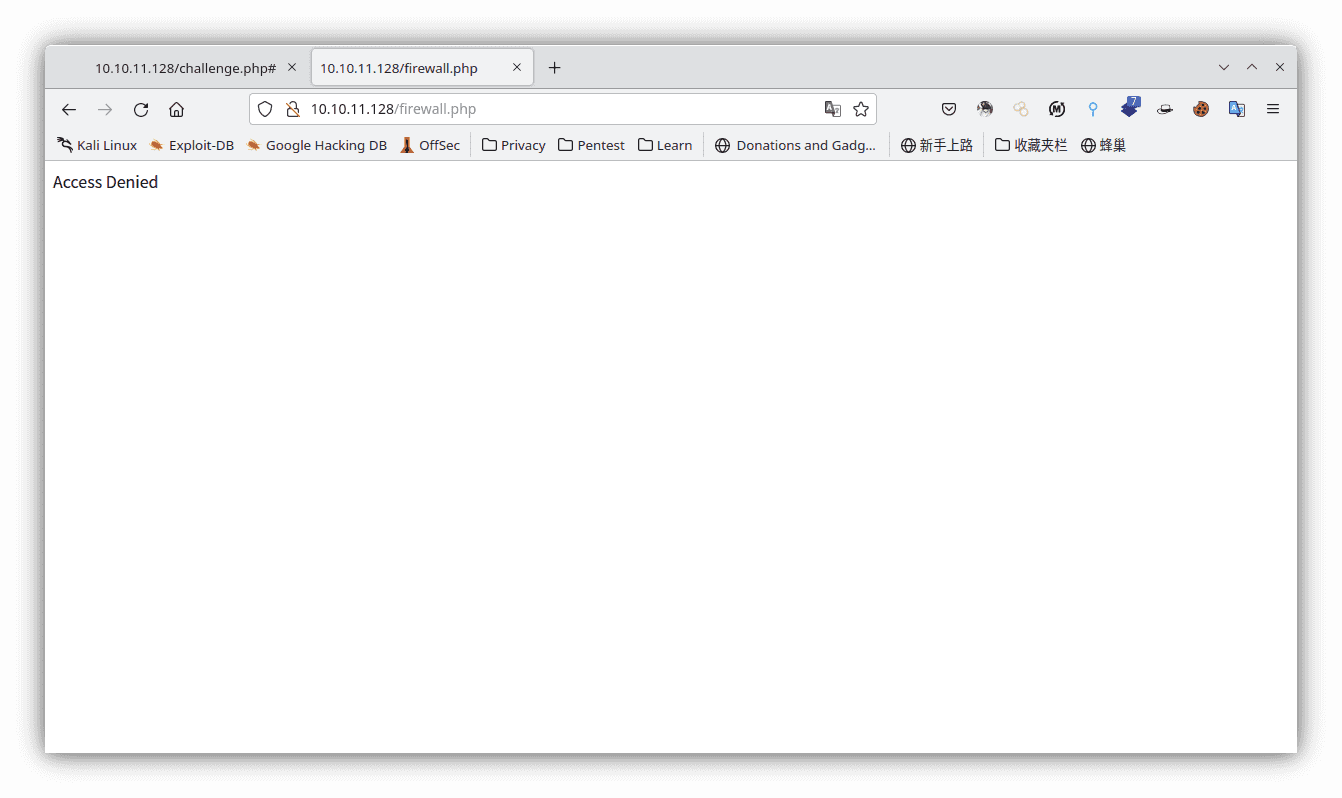 10.10.11.128/challenge.php# 10.10.11.128/firewall.php
10.10.11.128/firewall.php 7
Kali Linux Exploit-DB Google Hacking DB OffSec Privacy Pentest Learn Donations and Gadg... 新手上路 收藏夹栏 蜂巢
Access Denied